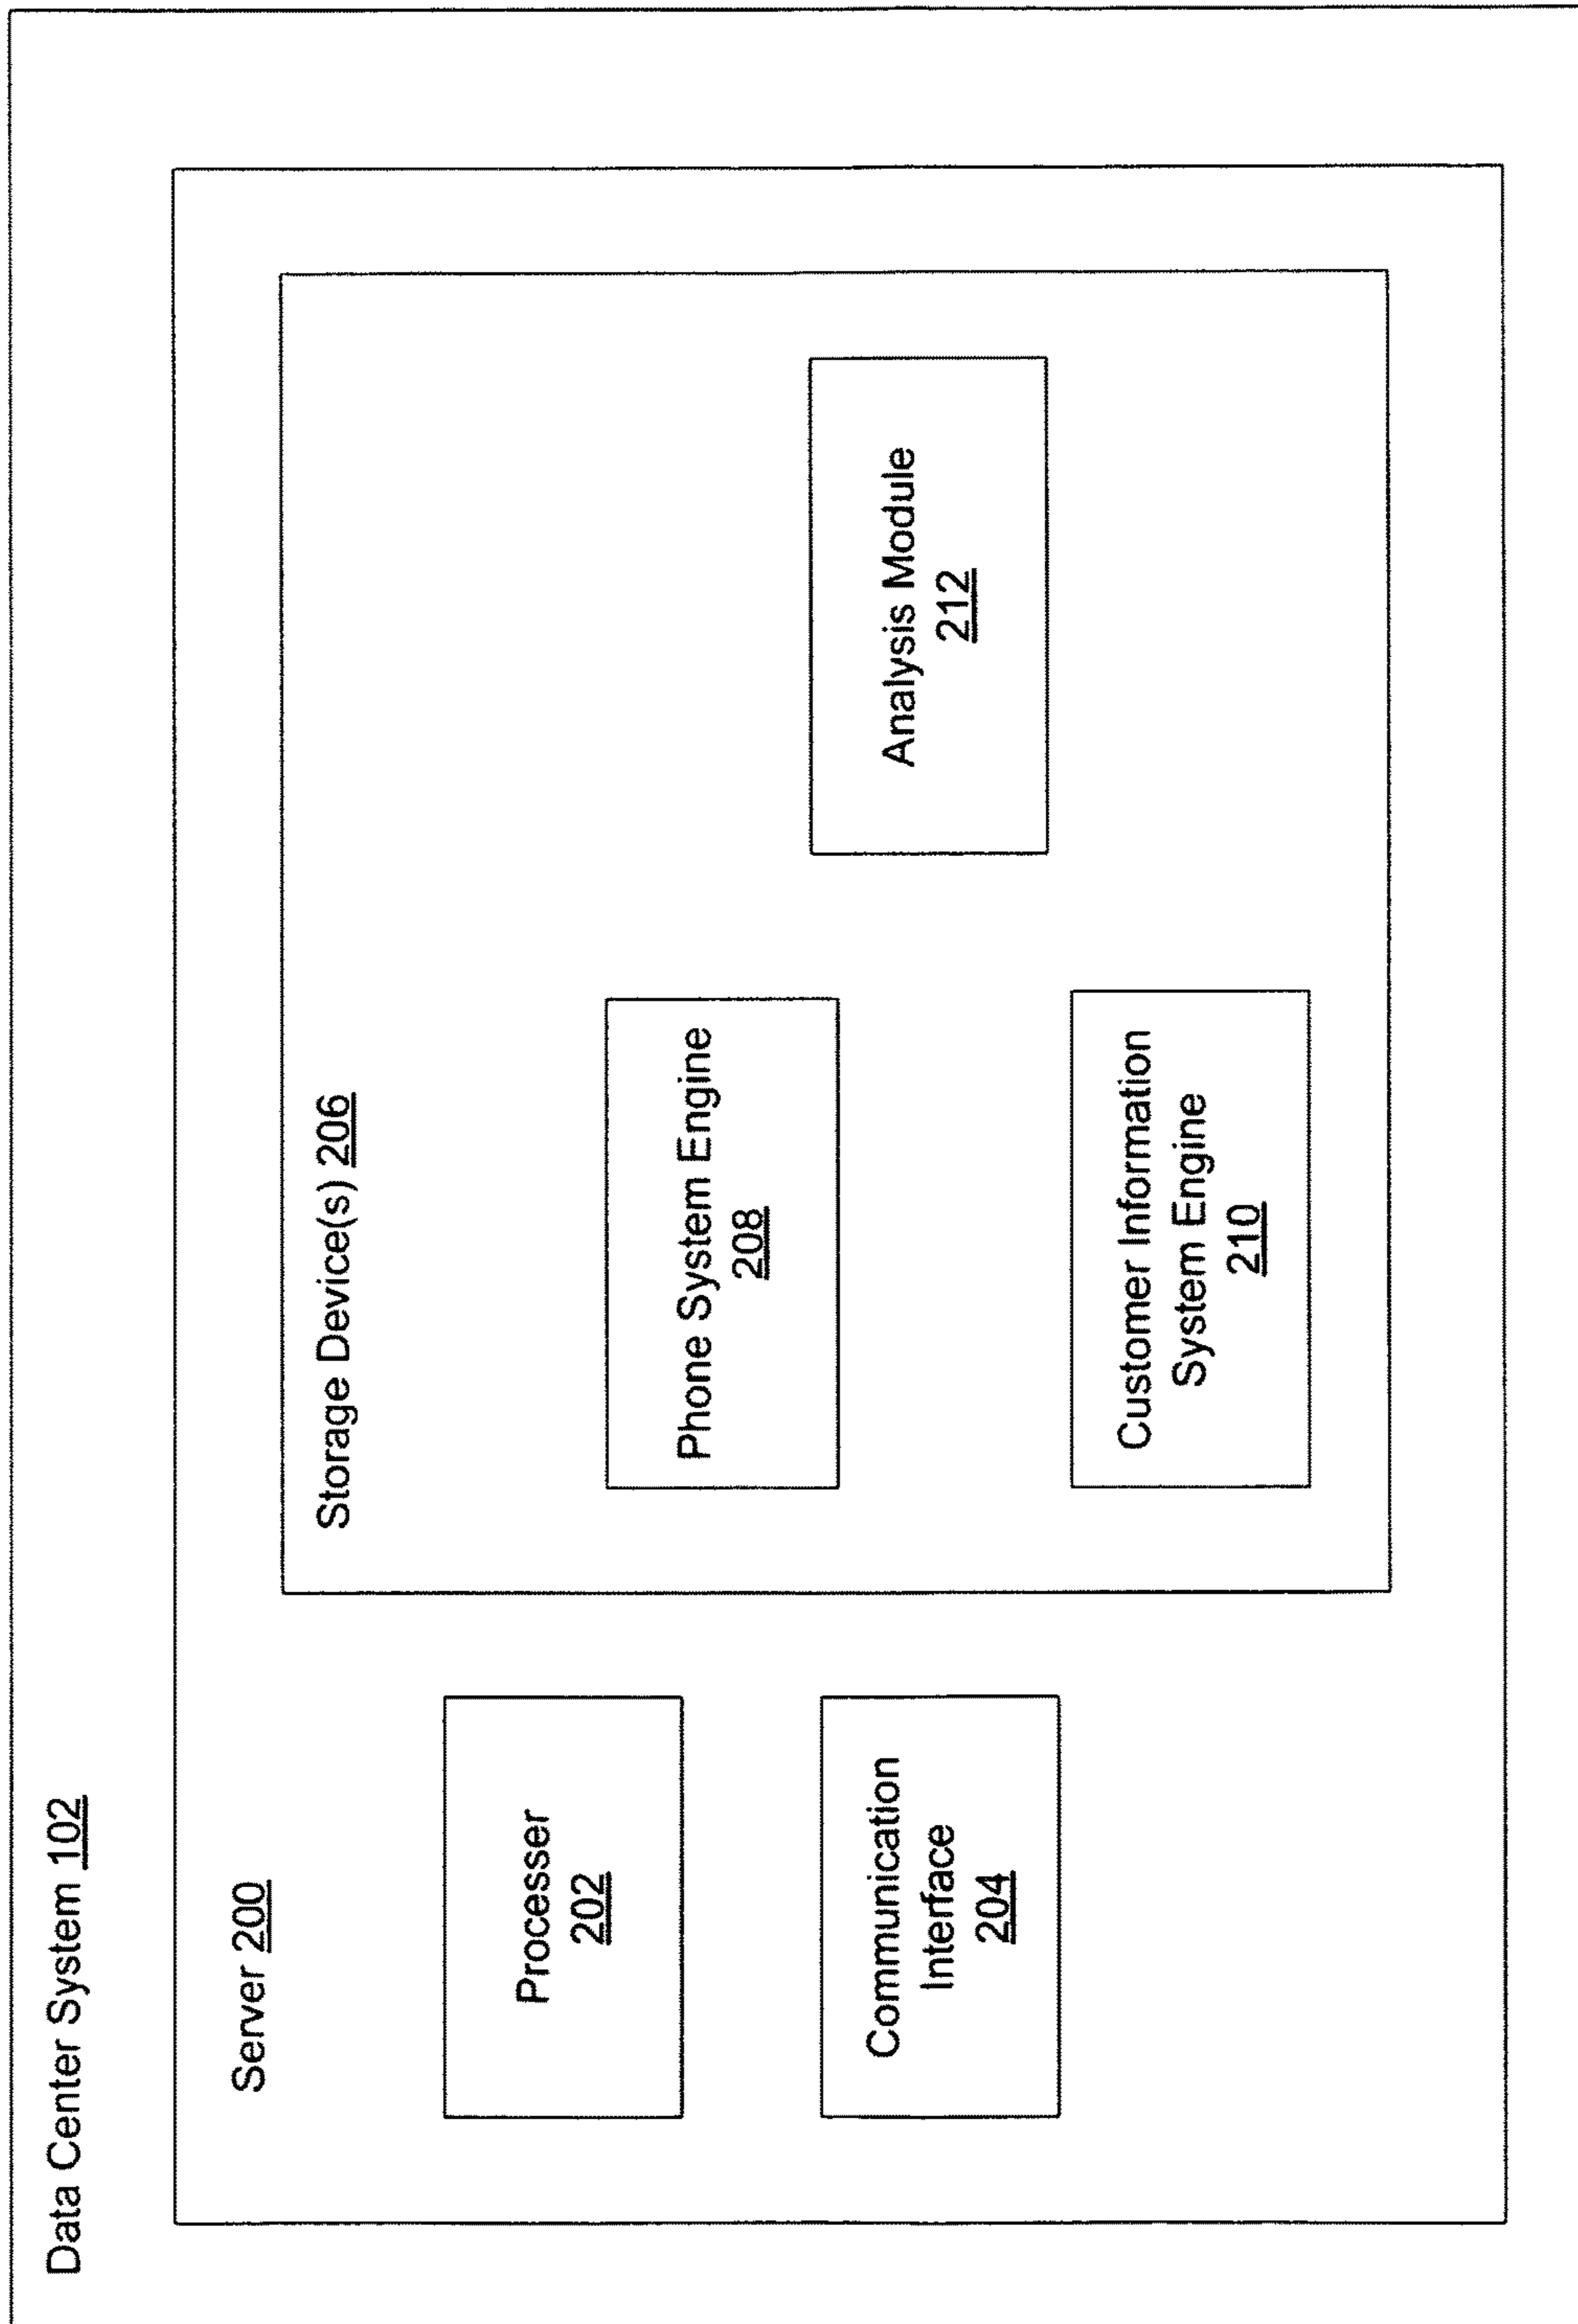 Data Center System 102
Server 200
Processer
202
Communication
Interface
204
Storage Device(s) 206
Phone System Engine
208
Customer Information
System Engine
210
Analysis Module
212